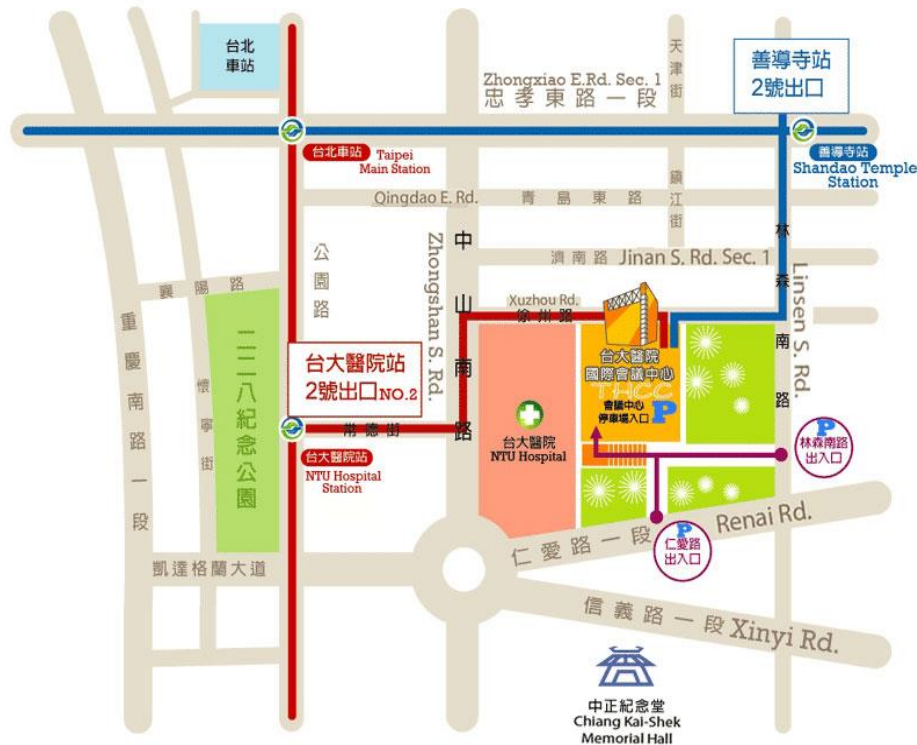 台北
車站
天津街
善導寺站
2號出口
Zhongxiao E.Rd. Sec. 1
忠孝東路一段
台北車站 Taipei
Main Station
善導寺站
Shandao Temple
Station
Qingdao E. Rd.
青島東路
鎮江街
林森南路
Linsen S. Rd.
公園路
中山南路
Zhongshan S. Rd.
濟南路 Jinan S. Rd. Sec. 1
襄陽路
Xuzhou Rd.
徐州路
重慶南路一段
懷寧街
二二八紀念公園
台大醫院站
2號出口NO.2
台大醫院
國際會議中心
THCC
會議中心
停車場入口 P
常德街
台大醫院站
NTU Hospital
Station
台大醫院
NTU Hospital
P
林森南路
出入口
仁愛路一段 Renai Rd.
P
仁愛路
出入口
凱達格蘭大道
信義路一段 Xinyi Rd.
中正紀念堂
Chiang Kai-Shek
Memorial Hall